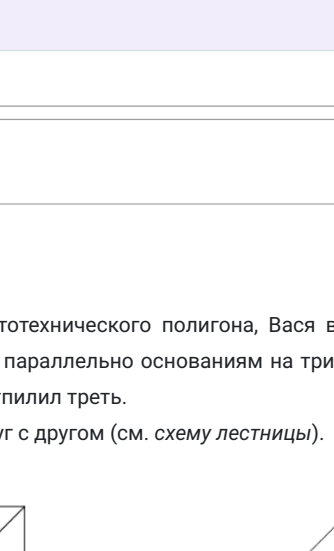 тотехнического полигона, Вася в
параллельно основаниям на три
пилил треть.
уг с другом (см. схему лестницы).